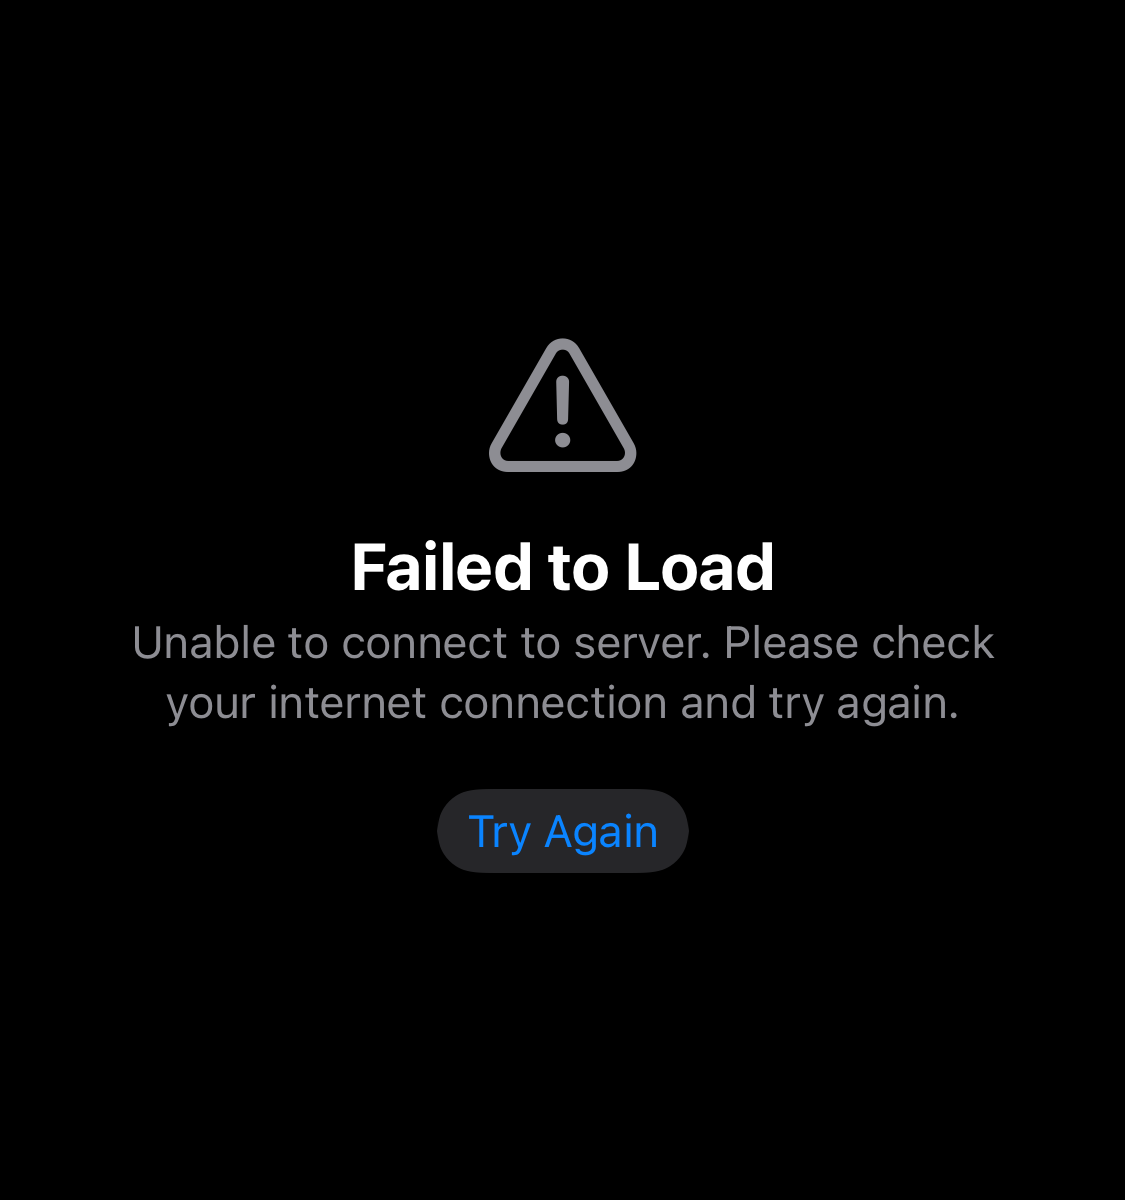 Failed to Load
Unable to connect to server. Please check
your internet connection and try again.
Try Again